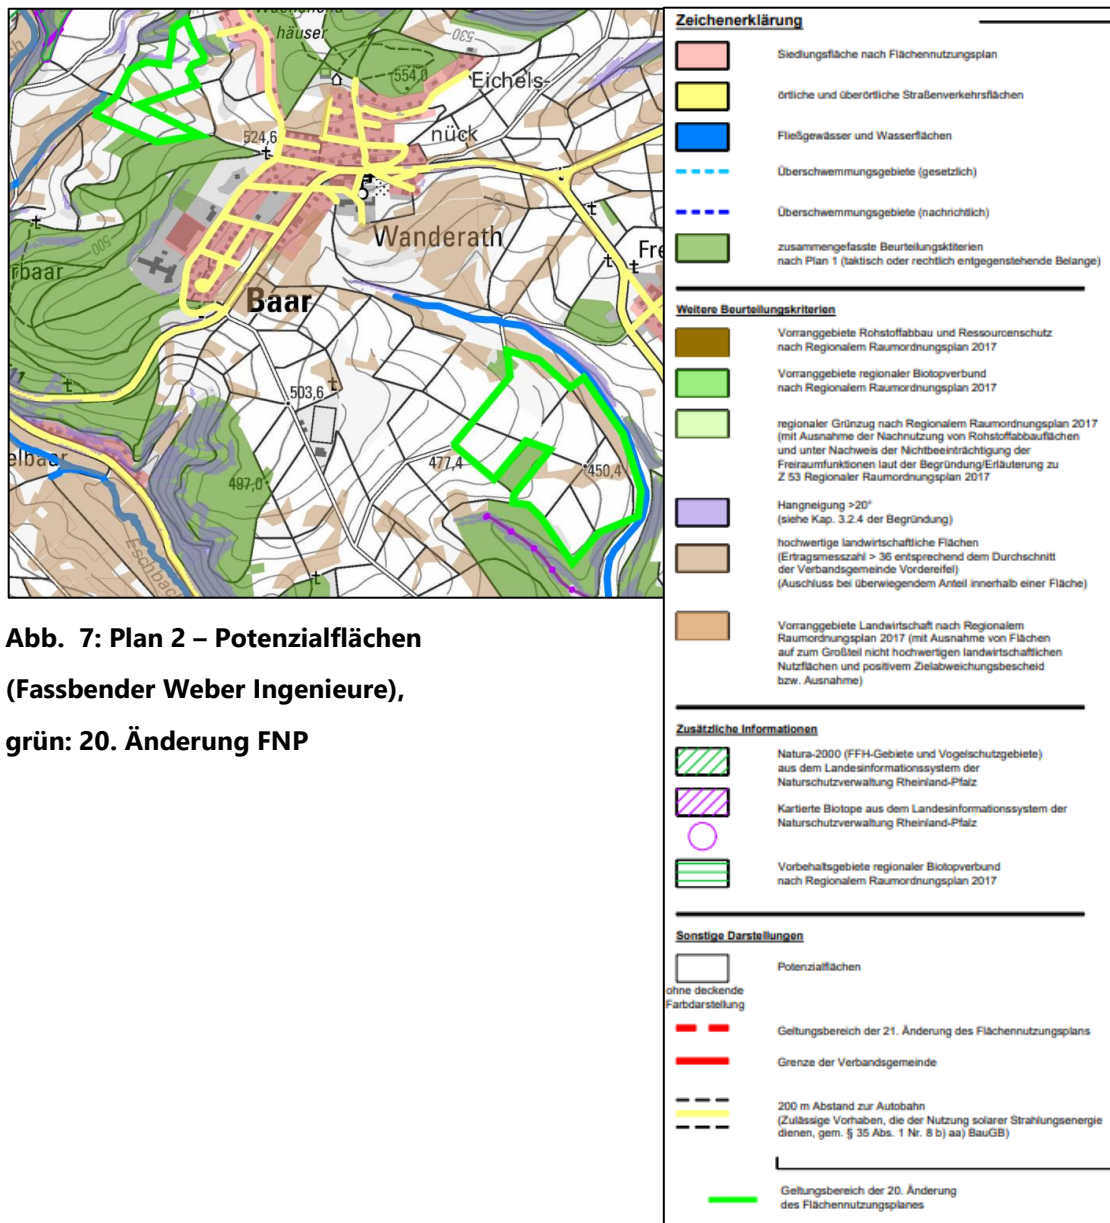 Wochenend
häuser
530
554,0
Eichels-
nück
524,6
Wanderath
Fre
500
rbaar
Baar
503,6
elbaar
477,4
450,4
497,0
Eschbach
Abb. 7: Plan 2 – Potenzialflächen
(Fassbender Weber Ingenieure),
grün: 20. Änderung FNP
Zeichenerklärung
Siedlungsfläche nach Flächennutzungsplan
örtliche und überörtliche Straßenverkehrsflächen
Fließgewässer und Wasserflächen
Überschwemmungsgebiete (gesetzlich)
Überschwemmungsgebiete (nachrichtlich)
zusammengefasste Beurteilungsktiterien
nach Plan 1 (taktisch oder rechtlich entgegenstehende Belange)
Weitere Beurteilungskriterien
Vorranggebiete Rohstoffabbau und Ressourcenschutz
nach Regionalem Raumordnungsplan 2017
Vorranggebiete regionaler Biotopverbund
nach Regionalem Raumordnungsplan 2017
regionaler Grünzug nach Regionalem Raumordnungsplan 2017
(mit Ausnahme der Nachnutzung von Rohstoffabbauflächen
und unter Nachweis der Nichtbeeinträchtigung der
Freiraumfunktionen laut der Begründung/Erläuterung zu
Z 53 Regionaler Raumordnungsplan 2017
Hangneigung >20°
(siehe Kap. 3.2.4 der Begründung)
hochwertige landwirtschaftliche Flächen
(Ertragsmesszahl > 36 entsprechend dem Durchschnitt
der Verbandsgemeinde Vordereifel)
(Auschluss bei überwiegendem Anteil innerhalb einer Fläche)
Vorranggebiete Landwirtschaft nach Regionalem
Raumordnungsplan 2017 (mit Ausnahme von Flächen
auf zum Großteil nicht hochwertigen landwirtschaftlichen
Nutzflächen und positivem Zielabweichungsbescheid
bzw. Ausnahme)
Zusätzliche Informationen
Natura-2000 (FFH-Gebiete und Vogelschutzgebiete)
aus dem Landesinformationssystem der
Naturschutzverwaltung Rheinland-Pfalz
Kartierte Biotope aus dem Landesinformationssystem der
Naturschutzverwaltung Rheinland-Pfalz
Vorbehaltsgebiete regionaler Biotopverbund
nach Regionalem Raumordnungsplan 2017
Sonstige Darstellungen
Potenzialflächen
ohne deckende
Farbdarstellung
Geltungsbereich der 21. Änderung des Flächennutzungsplans
Grenze der Verbandsgemeinde
200 m Abstand zur Autobahn
(Zulässige Vorhaben, die der Nutzung solarer Strahlungsenergie
dienen, gem. § 35 Abs. 1 Nr. 8 b) aa) BauGB)
Geltungsbereich der 20. Änderung
des Flächennutzungsplanes